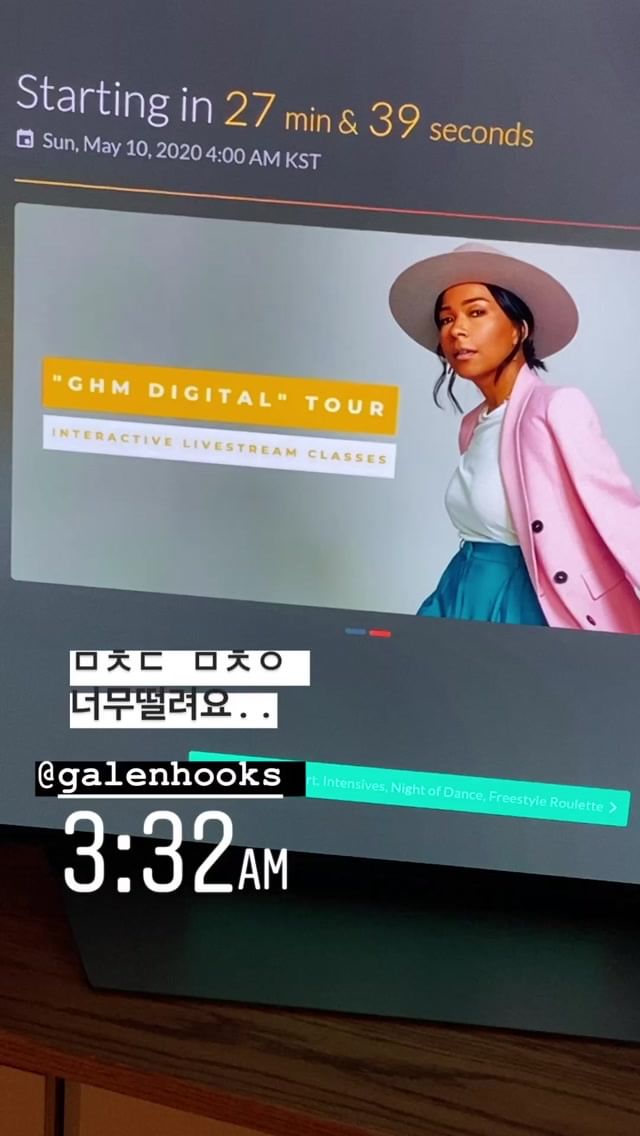 Starting in 27 min & 39 seconds
Sun, May 10, 2020 4:00 AM KST
"GHM DIGITAL" TOUR
INTERACTIVE LIVESTREAM CLASSES
ㅁㅊㄷ ㅁㅊㅇ
너무떨려요..
@galenhooks
rt. Intensives, Night of Dance, Freestyle Roulette >
3:32AM